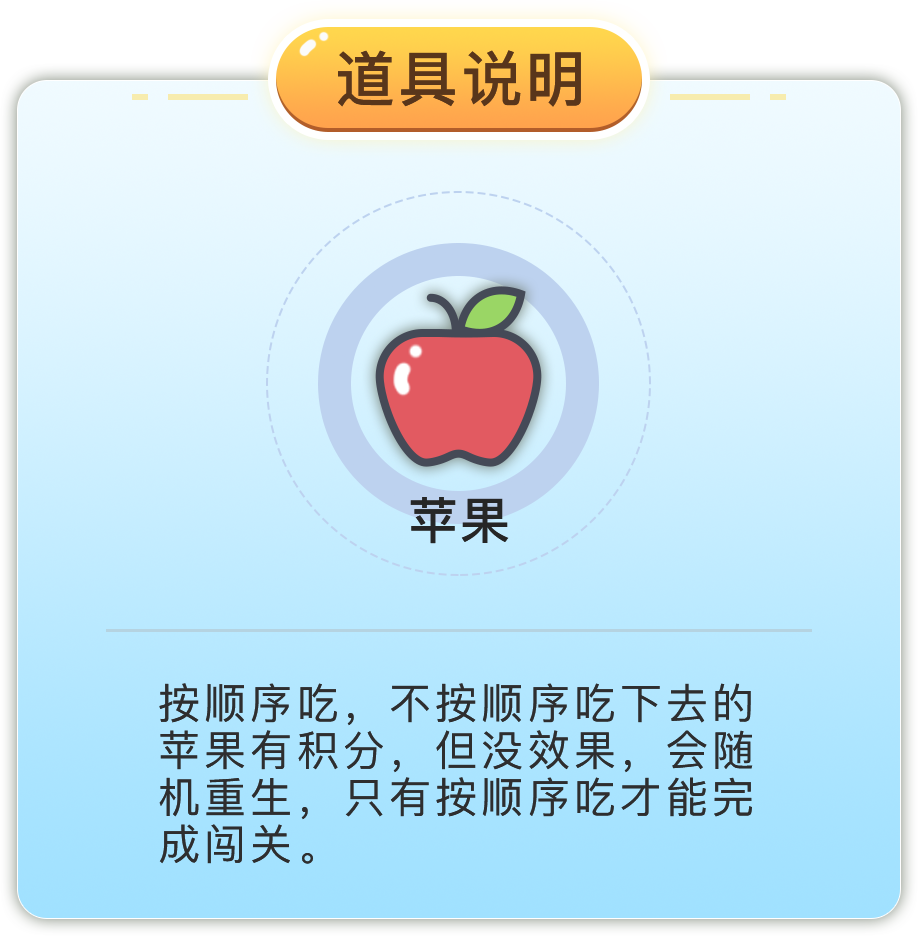 道具说明
苹果
按顺序吃，不按顺序吃下去的
苹果有积分，但没效果，会随
机重生，只有按顺序吃才能完
成闯关。